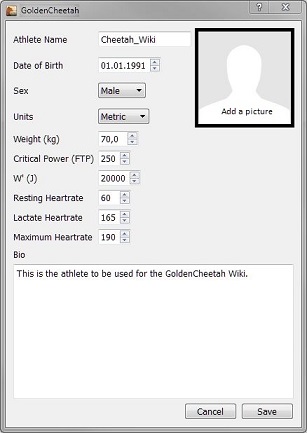 GoldenCheetah
Athlete Name Cheetah_Wiki
Date of Birth 01.01.1991
Sex Male
Add a picture
Units Metric
Weight (kg) 70,0
Critical Power (FTP) 250
W' (J) 20000
Resting Heartrate 60
Lactate Heartrate 165
Maximum Heartrate 190
Bio
This is the athlete to be used for the GoldenCheetah Wiki.
Cancel Save